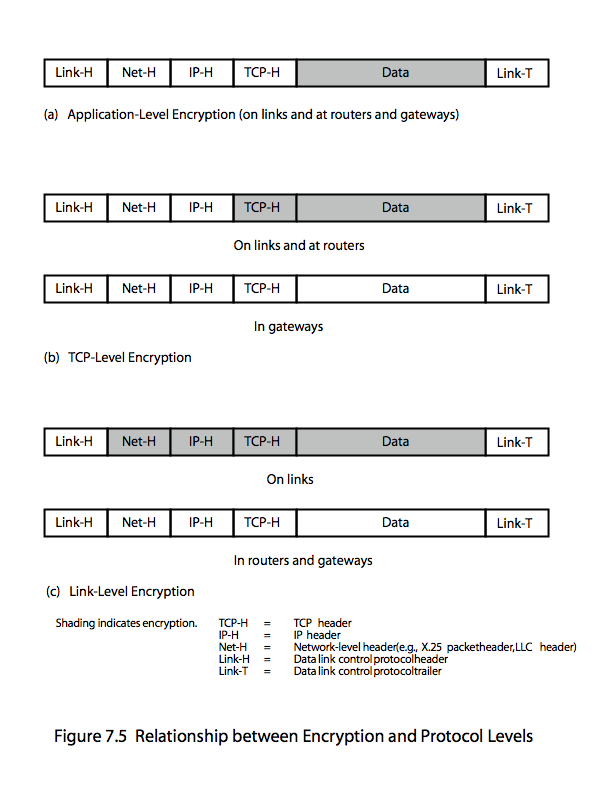 Link-H Net-H IP-H TCP-H Data Link-T
(a) Application-Level Encryption (on links and at routers and gateways)
Link-H Net-H IP-H TCP-H Data Link-T
On links and at routers
Link-H Net-H IP-H TCP-H Data Link-T
In gateways
(b) TCP-Level Encryption
Link-H Net-H IP-H TCP-H Data Link-T
On links
Link-H Net-H IP-H TCP-H Data Link-T
In routers and gateways
(c) Link-Level Encryption
Shading indicates encryption. TCP-H = TCP header
IP-H = IP header
Net-H = Network-level header(e.g., X.25 packetheader,LLC header)
Link-H = Data link control protocolheader
Link-T = Data link control protocoltrailer
Figure 7.5 Relationship between Encryption and Protocol Levels